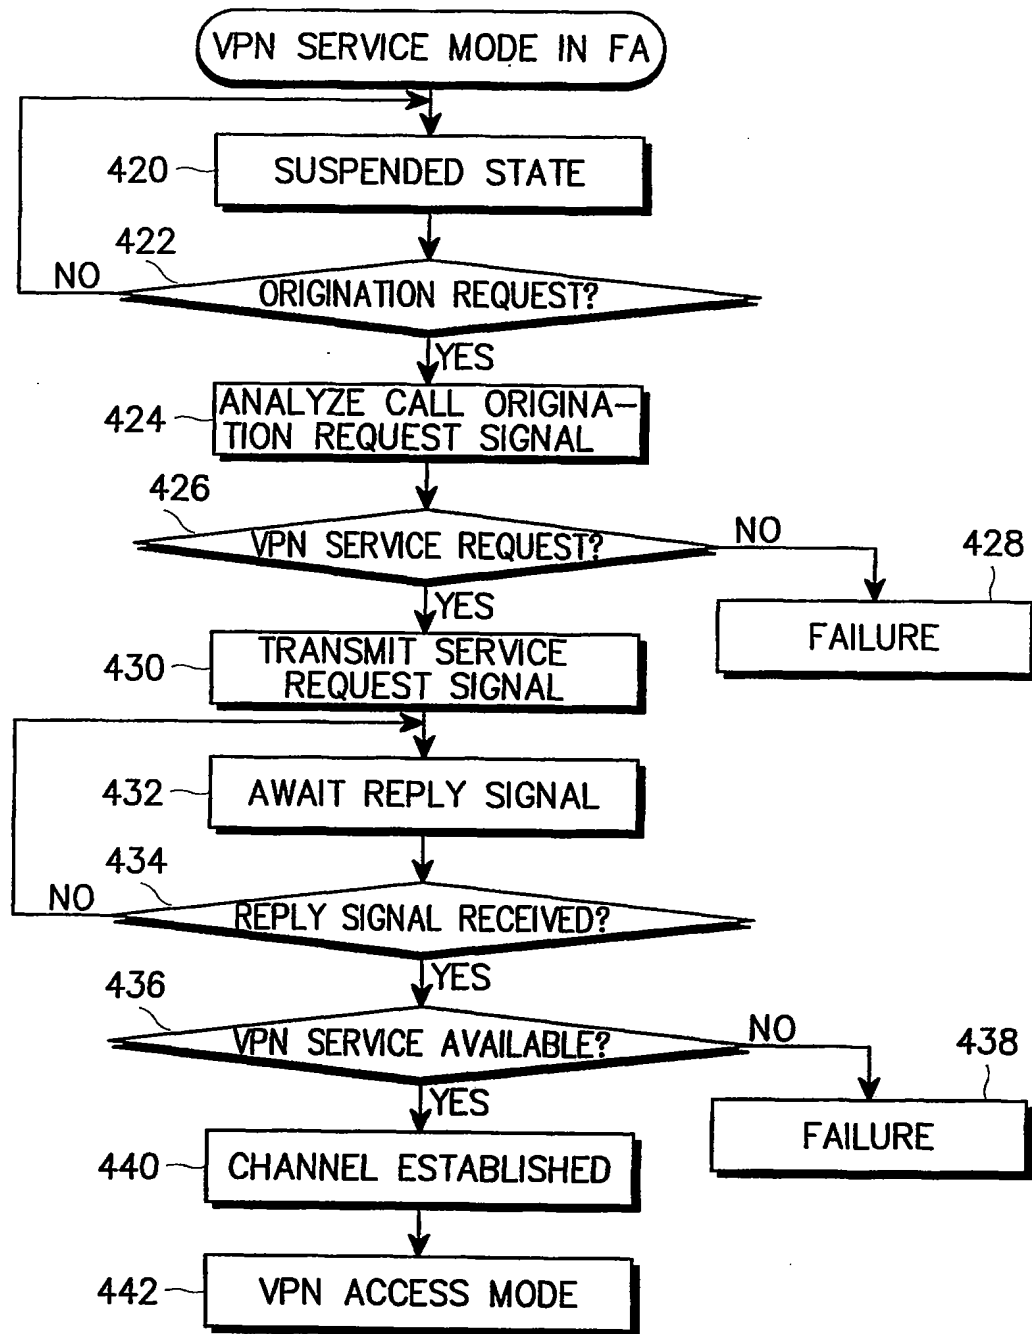 VPN SERVICE MODE IN FA
420
SUSPENDED STATE
422
NO
ORIGINATION REQUEST?
YES
424
ANALYZE CALL ORIGINA-
TION REQUEST SIGNAL
426
VPN SERVICE REQUEST?
NO
428
YES
FAILURE
430
TRANSMIT SERVICE
REQUEST SIGNAL
432
AWAIT REPLY SIGNAL
434
NO
REPLY SIGNAL RECEIVED?
YES
436
VPN SERVICE AVAILABLE?
NO
438
YES
FAILURE
440
CHANNEL ESTABLISHED
442
VPN ACCESS MODE